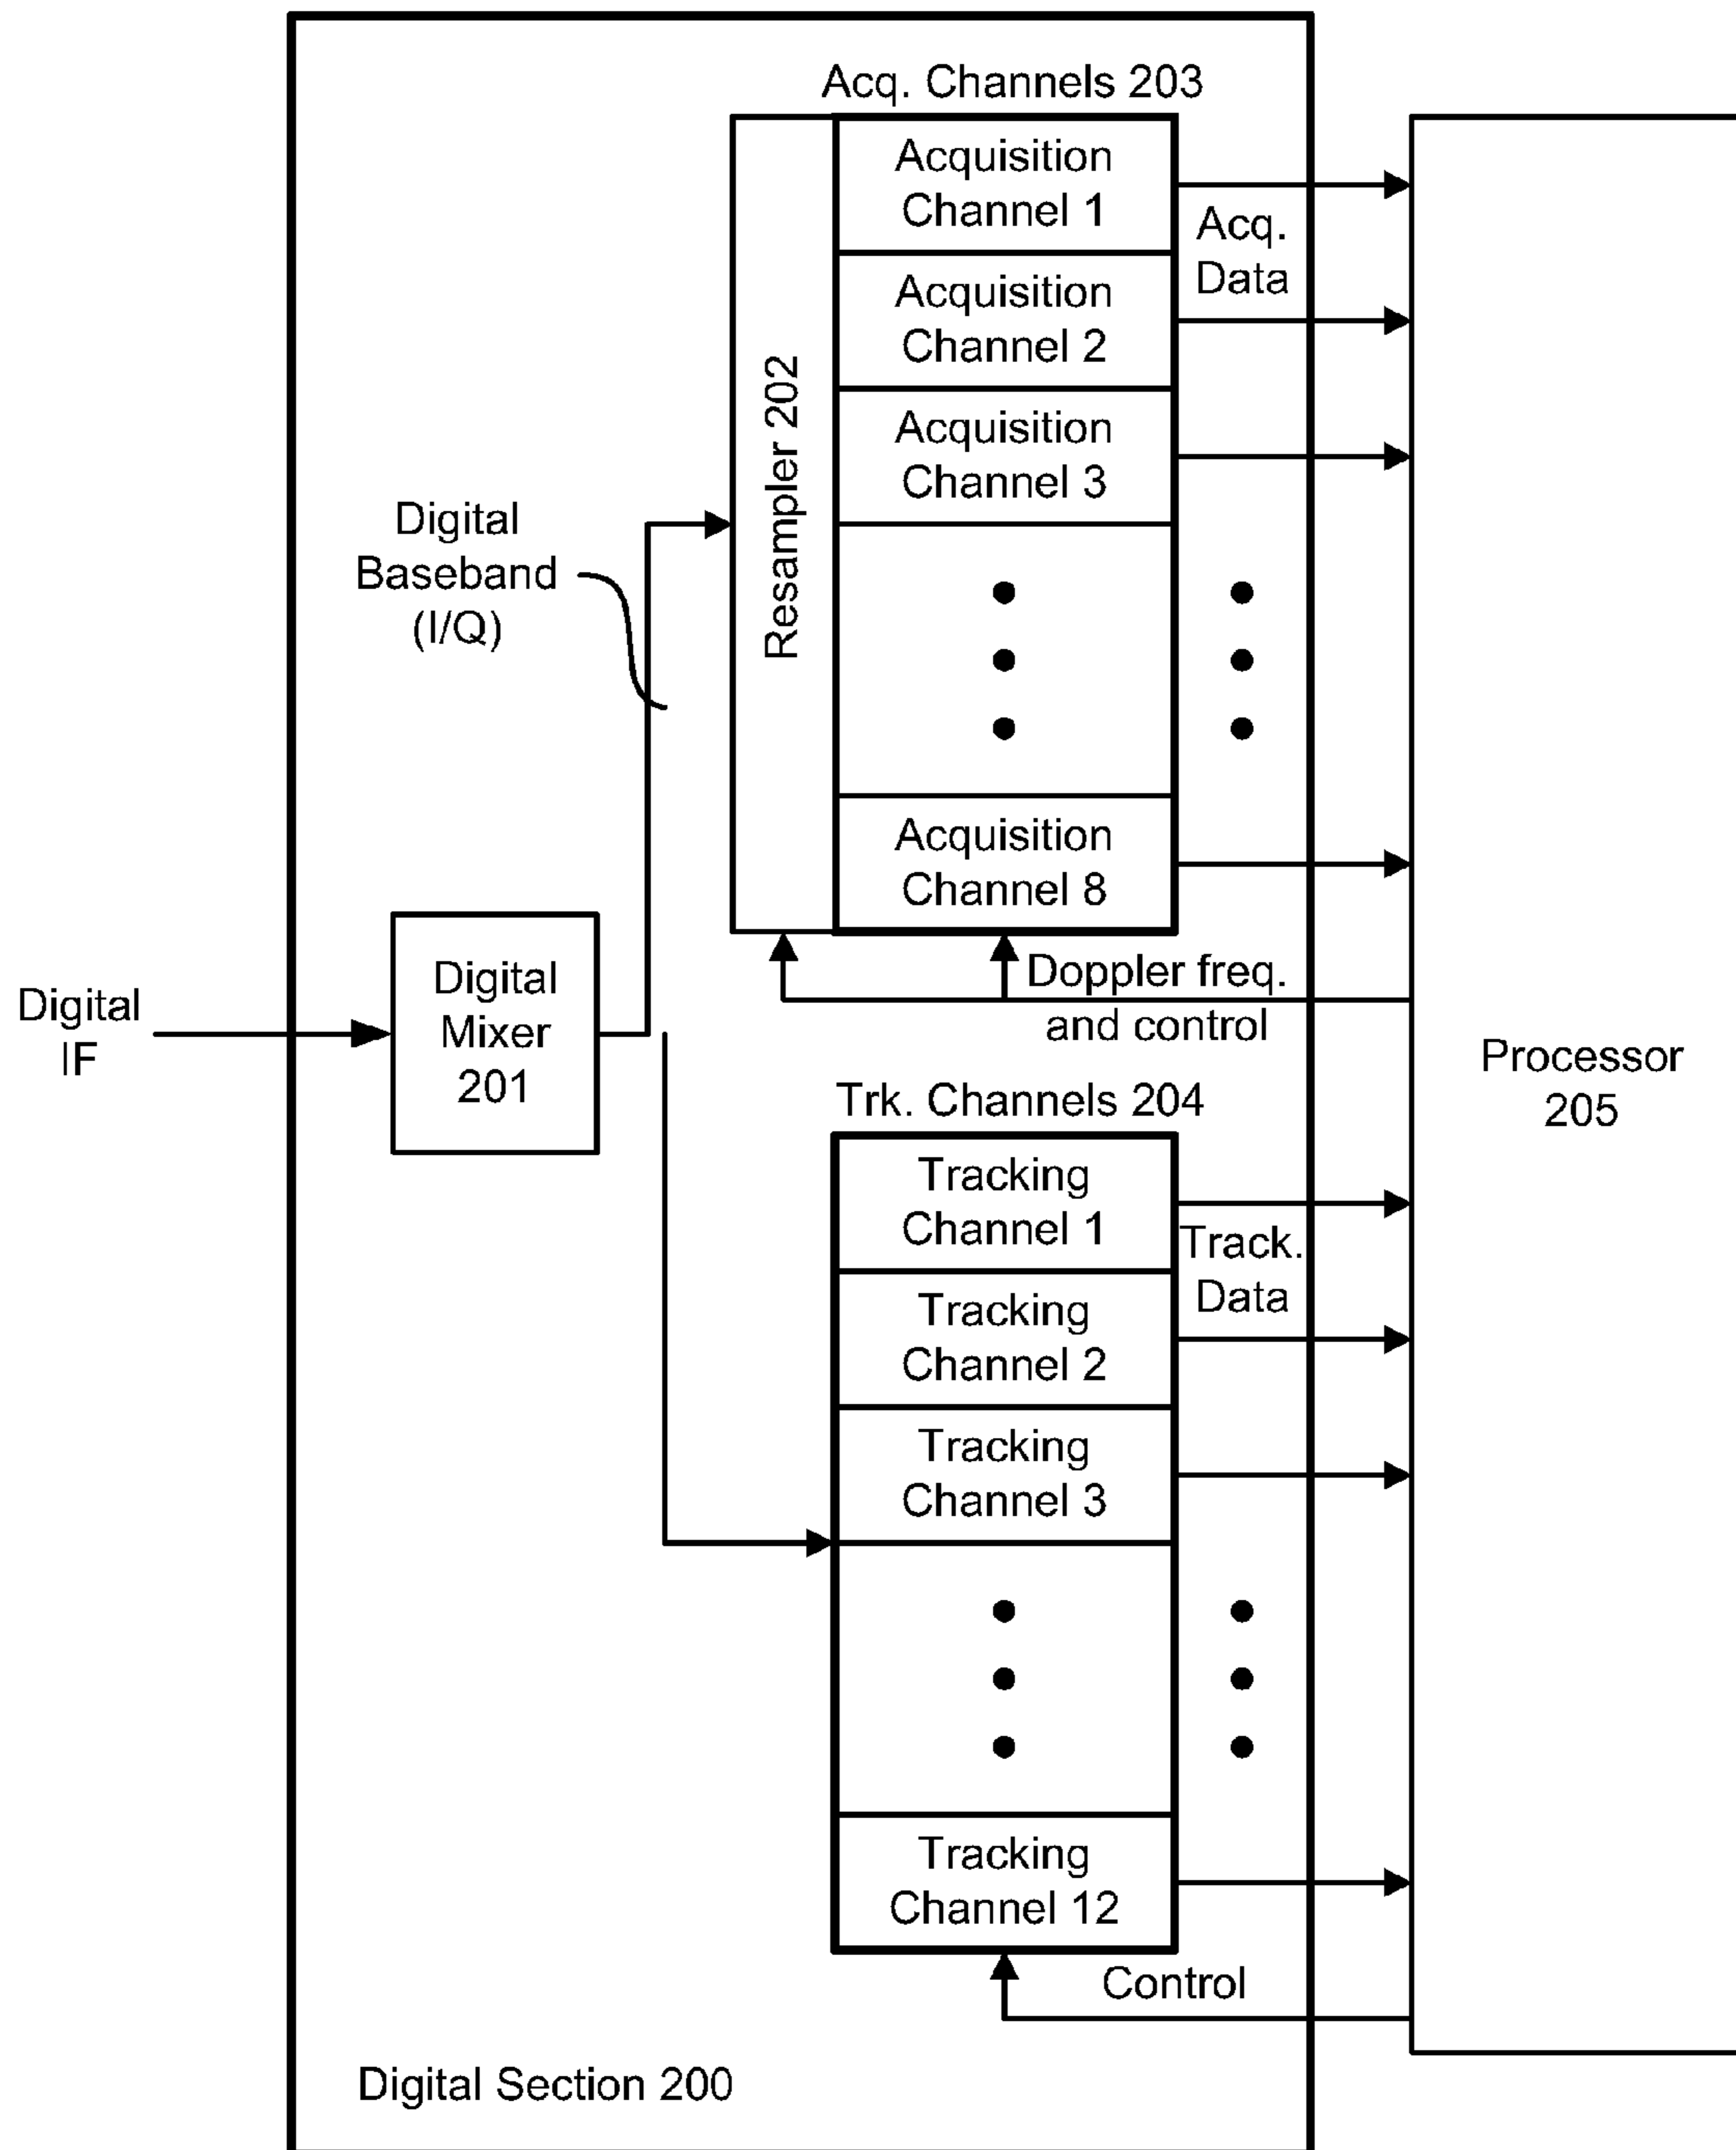 Acq. Channels 203
Acquisition
Channel 1
Acq.
Data
Acquisition
Channel 2
Acquisition
Channel 3
Resampler 202
Digital
Baseband
(I/Q)
Acquisition
Channel 8
Digital
IF
Digital
Mixer
201
Doppler freq.
and control
Processor
205
Trk. Channels 204
Tracking
Channel 1
Track.
Data
Tracking
Channel 2
Tracking
Channel 3
Tracking
Channel 12
Control
Digital Section 200